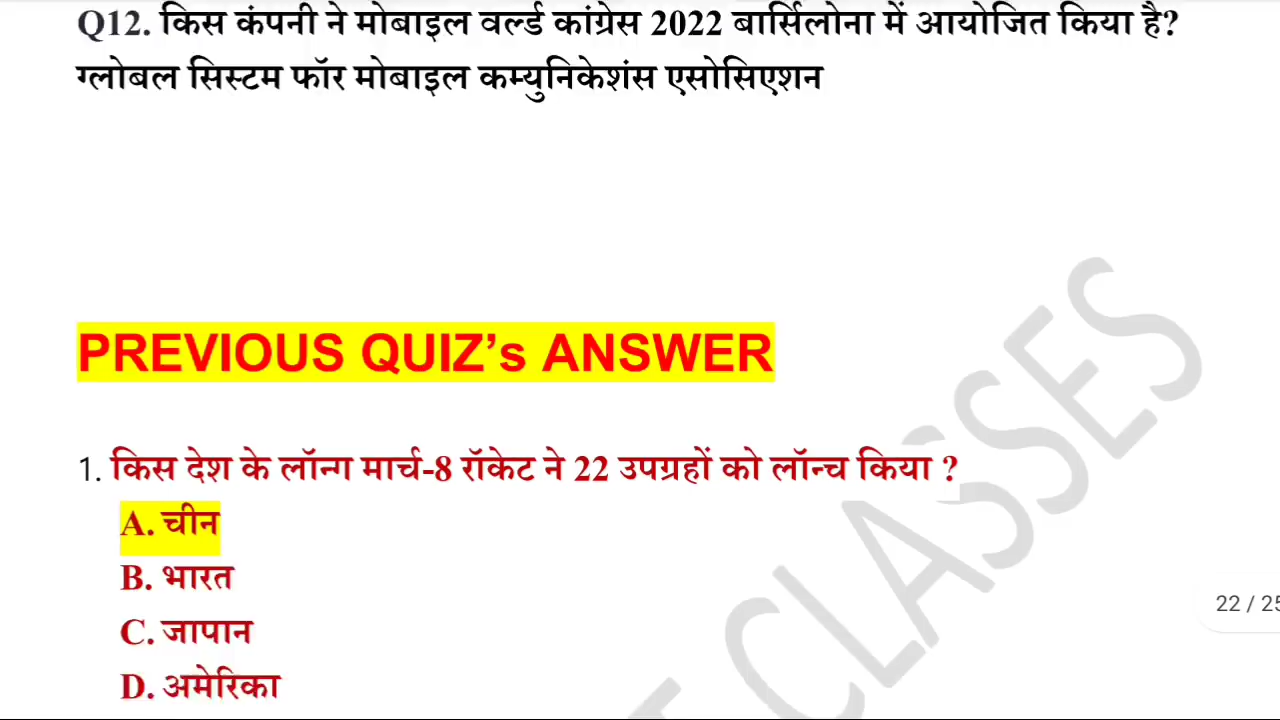 Q12. किस कंपनी ने मोबाइल वर्ल्ड कांग्रेस 2022 बार्सिलोना में आयोजित किया है?
ग्लोबल सिस्टम फॉर मोबाइल कम्युनिकेशंस एसोसिएशन
PREVIOUS QUIZ’s ANSWER
1. किस देश के लॉन्ग मार्च-8 रॉकेट ने 22 उपग्रहों को लॉन्च किया ?
A. चीन
B. भारत
22 / 25
C. जापान
D. अमेरिका
CLASSES